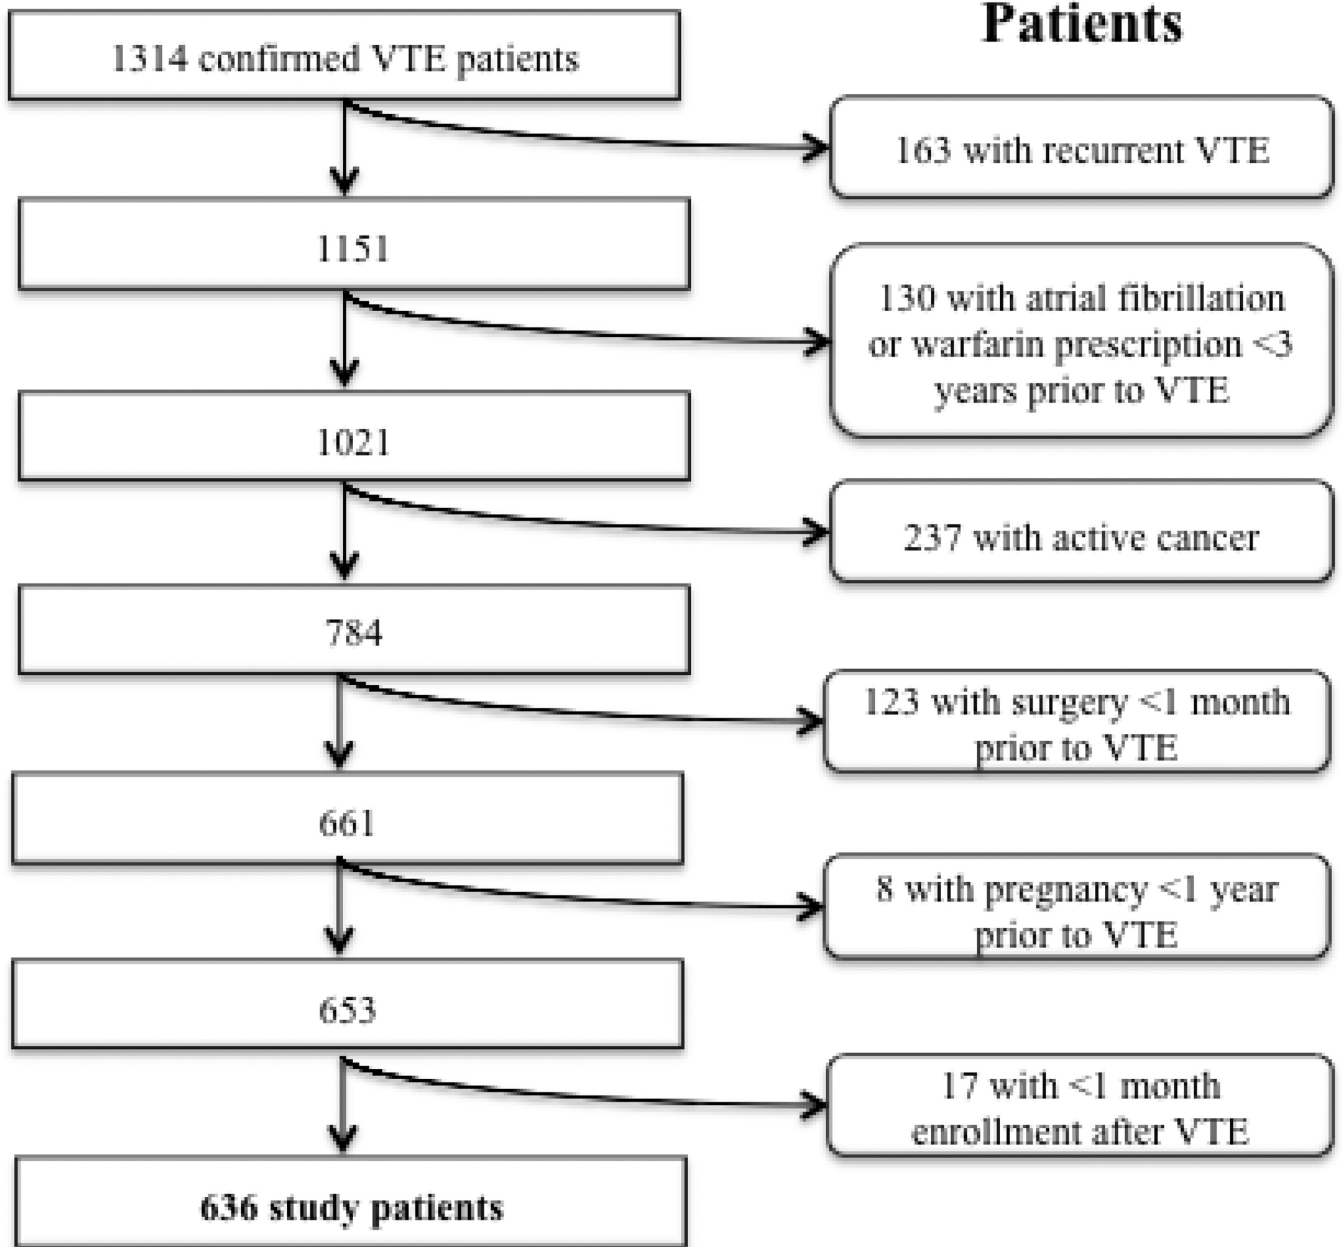 Patients
1314 confirmed VTE patients
163 with recurrent VTE
1151
130 with atrial fibrillation
or warfarin prescription <3
years prior to VTE
1021
237 with active cancer
784
123 with surgery <1 month
prior to VTE
661
8 with pregnancy <1 year
prior to VTE
653
17 with <1 month
enrollment after VTE
636 study patients